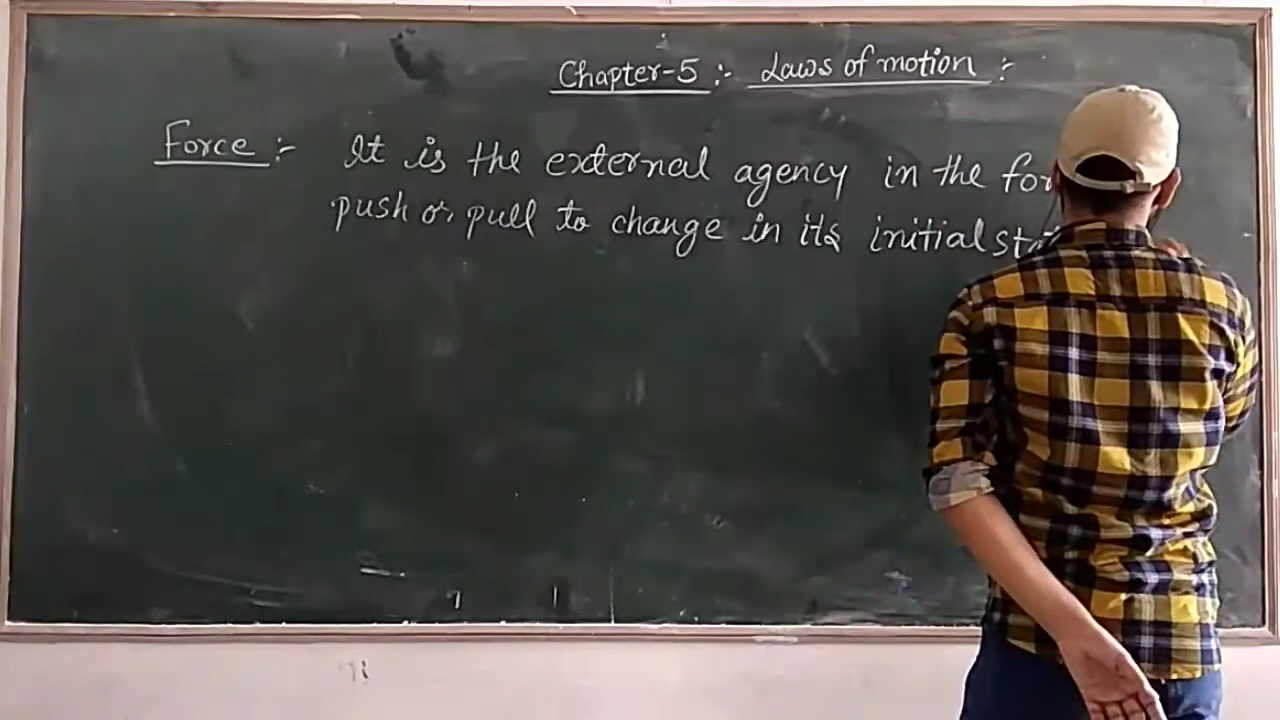 Chapter-5 :- Laws of motion :-
Force :- It is the external agency in the
push or pull to change in its initial